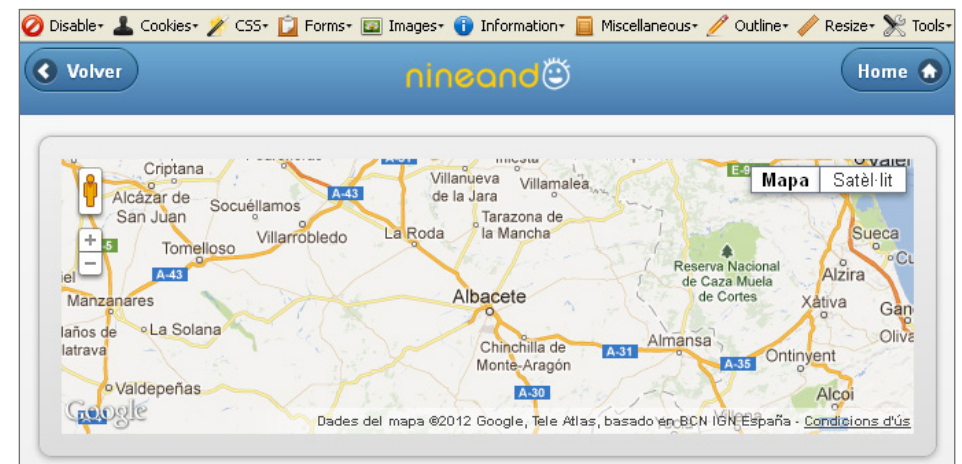 Disable Cookies CSS Forms Images Information Miscellaneous Outline Resize Tools
Volver nineand Home
Criptana
Villanueva de la Jara
Villamalea
E-9
Mapa Satèl·lit
Alcázar de San Juan
Socuéllamos
A-43
Tarazona de la Mancha
Tomelloso
Villarrobledo
La Roda
Sueca
A-43
Reserva Nacional
de Caza Muela
de Cortes
Alzira
Manzanares
Albacete
Xàtiva
La Solana
Chinchilla de
Monte-Aragón
A-31
Almansa
A-35
Ontinyent
Valdepeñas
A-30
Alcoi
Google
Dades del mapa ©2012 Google, Tele Atlas, basado en BCN IGN España - Condicions d'ús